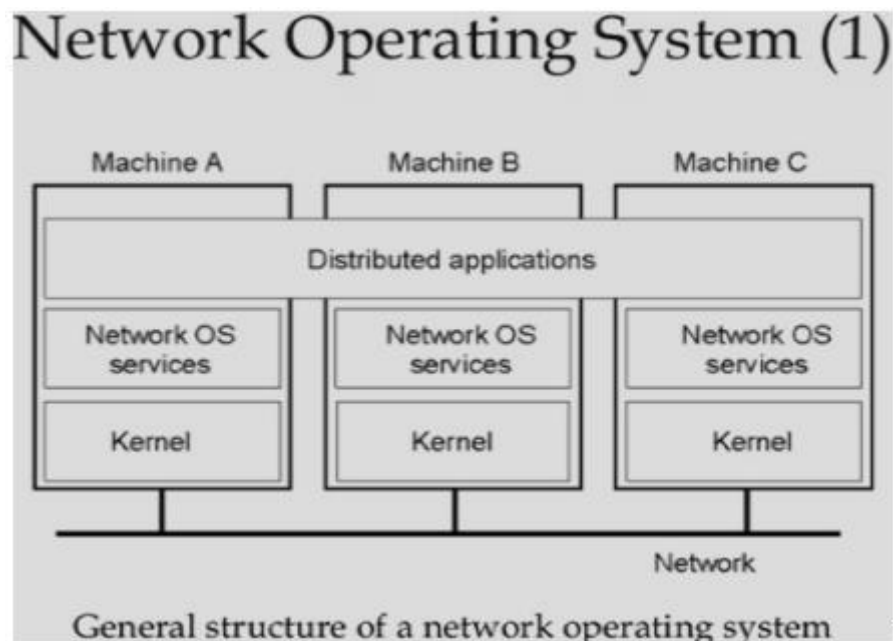 Network Operating System (1)
Machine A Machine B Machine C
Distributed applications
Network OS services Network OS services Network OS services
Kernel Kernel Kernel
Network
General structure of a network operating system